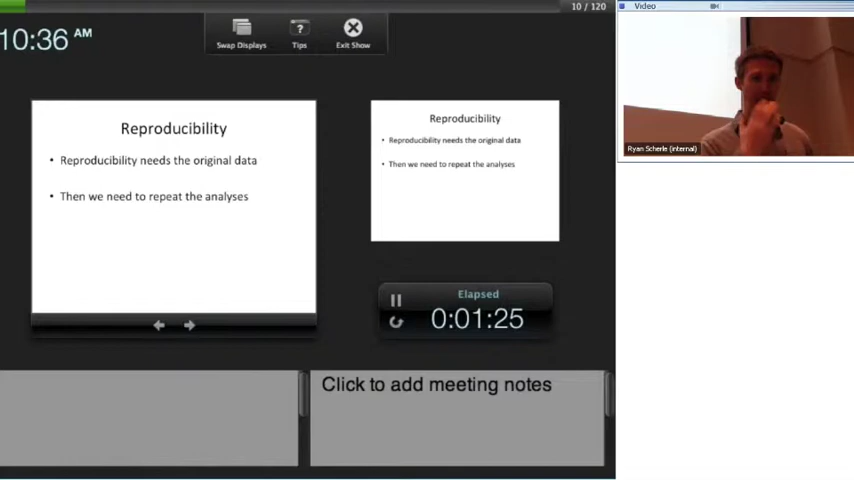 10 / 120
Video
10:36 AM
Swap Displays
Tips
Exit Show
Reproducibility
• Reproducibility needs the original data
• Then we need to repeat the analyses
Reproducibility
• Reproducibility needs the original data
• Then we need to repeat the analyses
Ryan Scherle (internal)
Elapsed
0:01:25
Click to add meeting notes